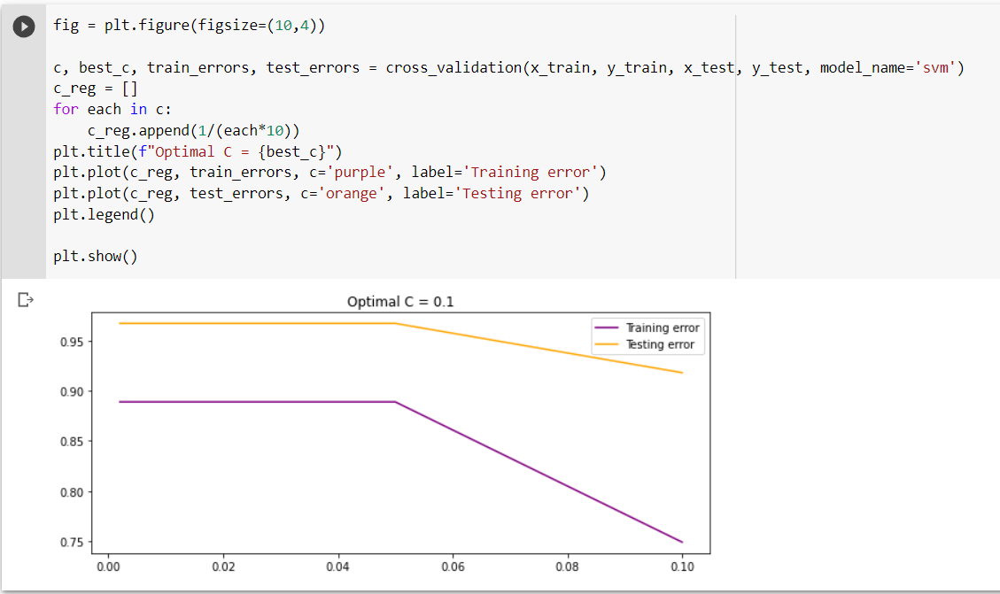 fig = plt.figure(figsize=(10,4))
c, best_c, train_errors, test_errors = cross_validation(x_train, y_train, x_test, y_test, model_name='svm')
c_reg = []
for each in c:
    c_reg.append(1/(each*10))
plt.title(f"Optimal C = {best_c}")
plt.plot(c_reg, train_errors, c='purple', label='Training error')
plt.plot(c_reg, test_errors, c='orange', label='Testing error')
plt.legend()
plt.show()
Optimal C = 0.1
Training error
Testing error
0.95
0.90
0.85
0.80
0.75
0.00 0.02 0.04 0.06 0.08 0.10